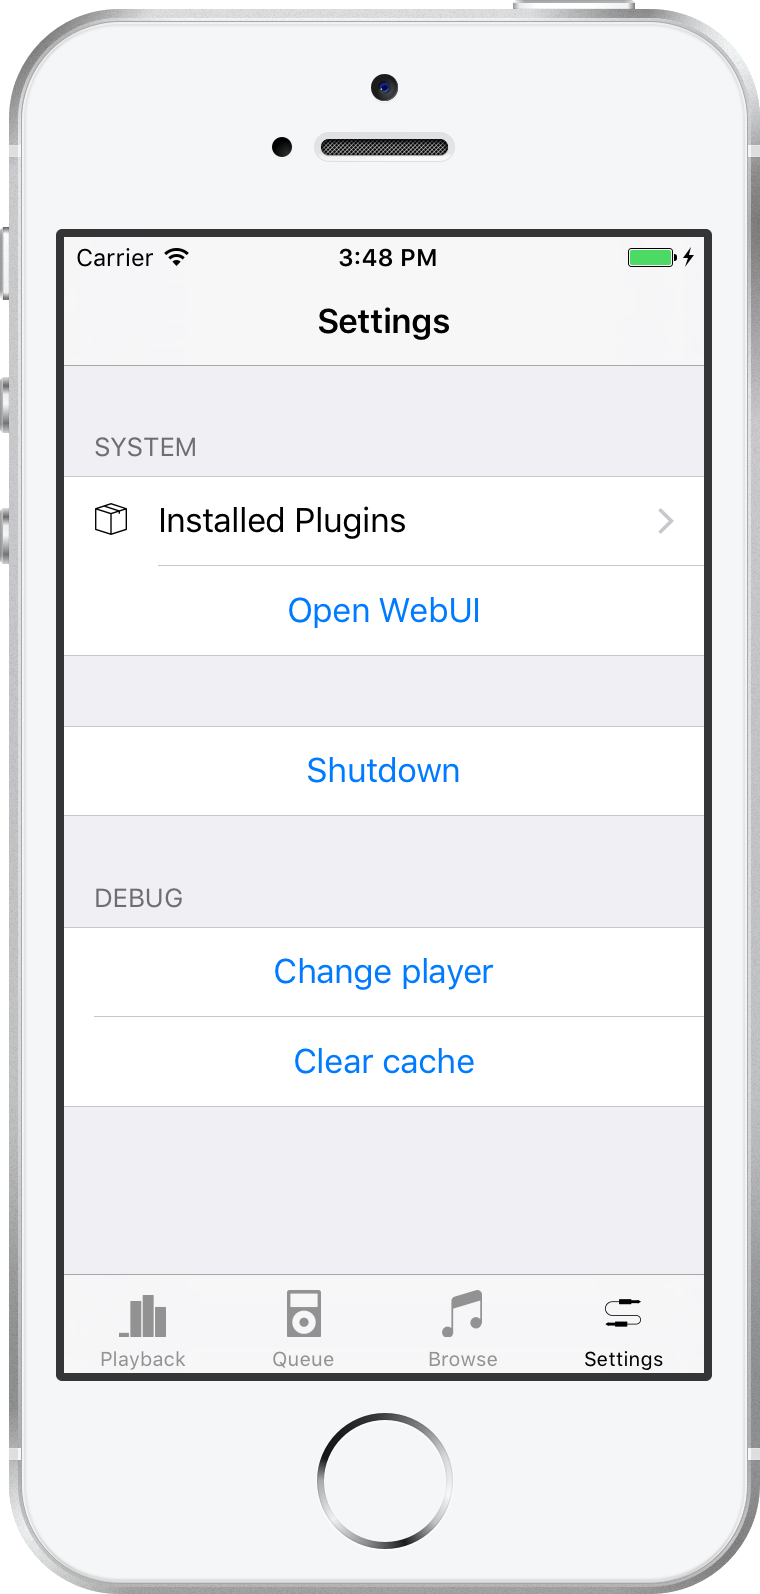 Carrier 3:48 PM
Settings
SYSTEM
Installed Plugins
Open WebUI
Shutdown
DEBUG
Change player
Clear cache
Playback Queue Browse Settings